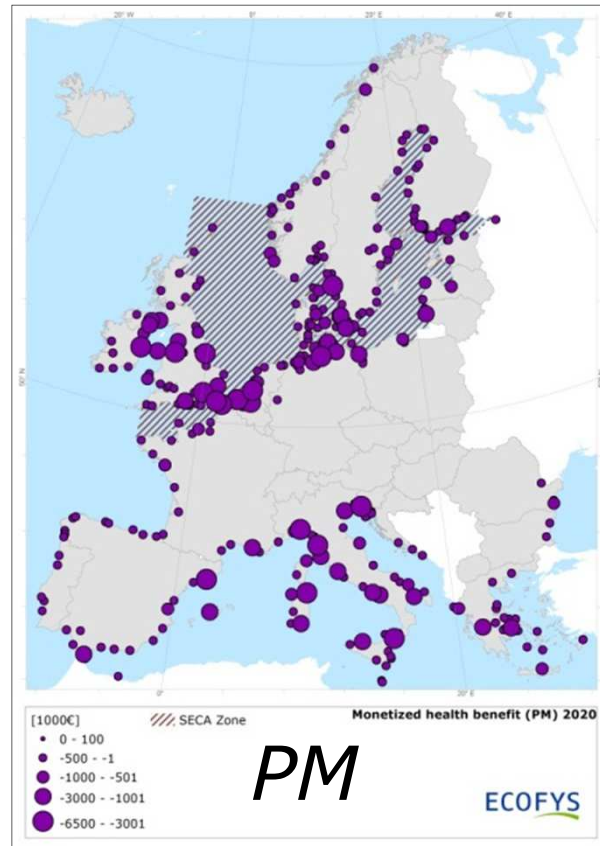 20° W
0°
20° E
40° E
50° N
0°
20° E
[1000€]
SECA Zone
Monetized health benefit (PM) 2020
0 - 100
-500 - -1
-1000 - -501
-3000 - -1001
-6500 - -3001
PM
ECOFYS